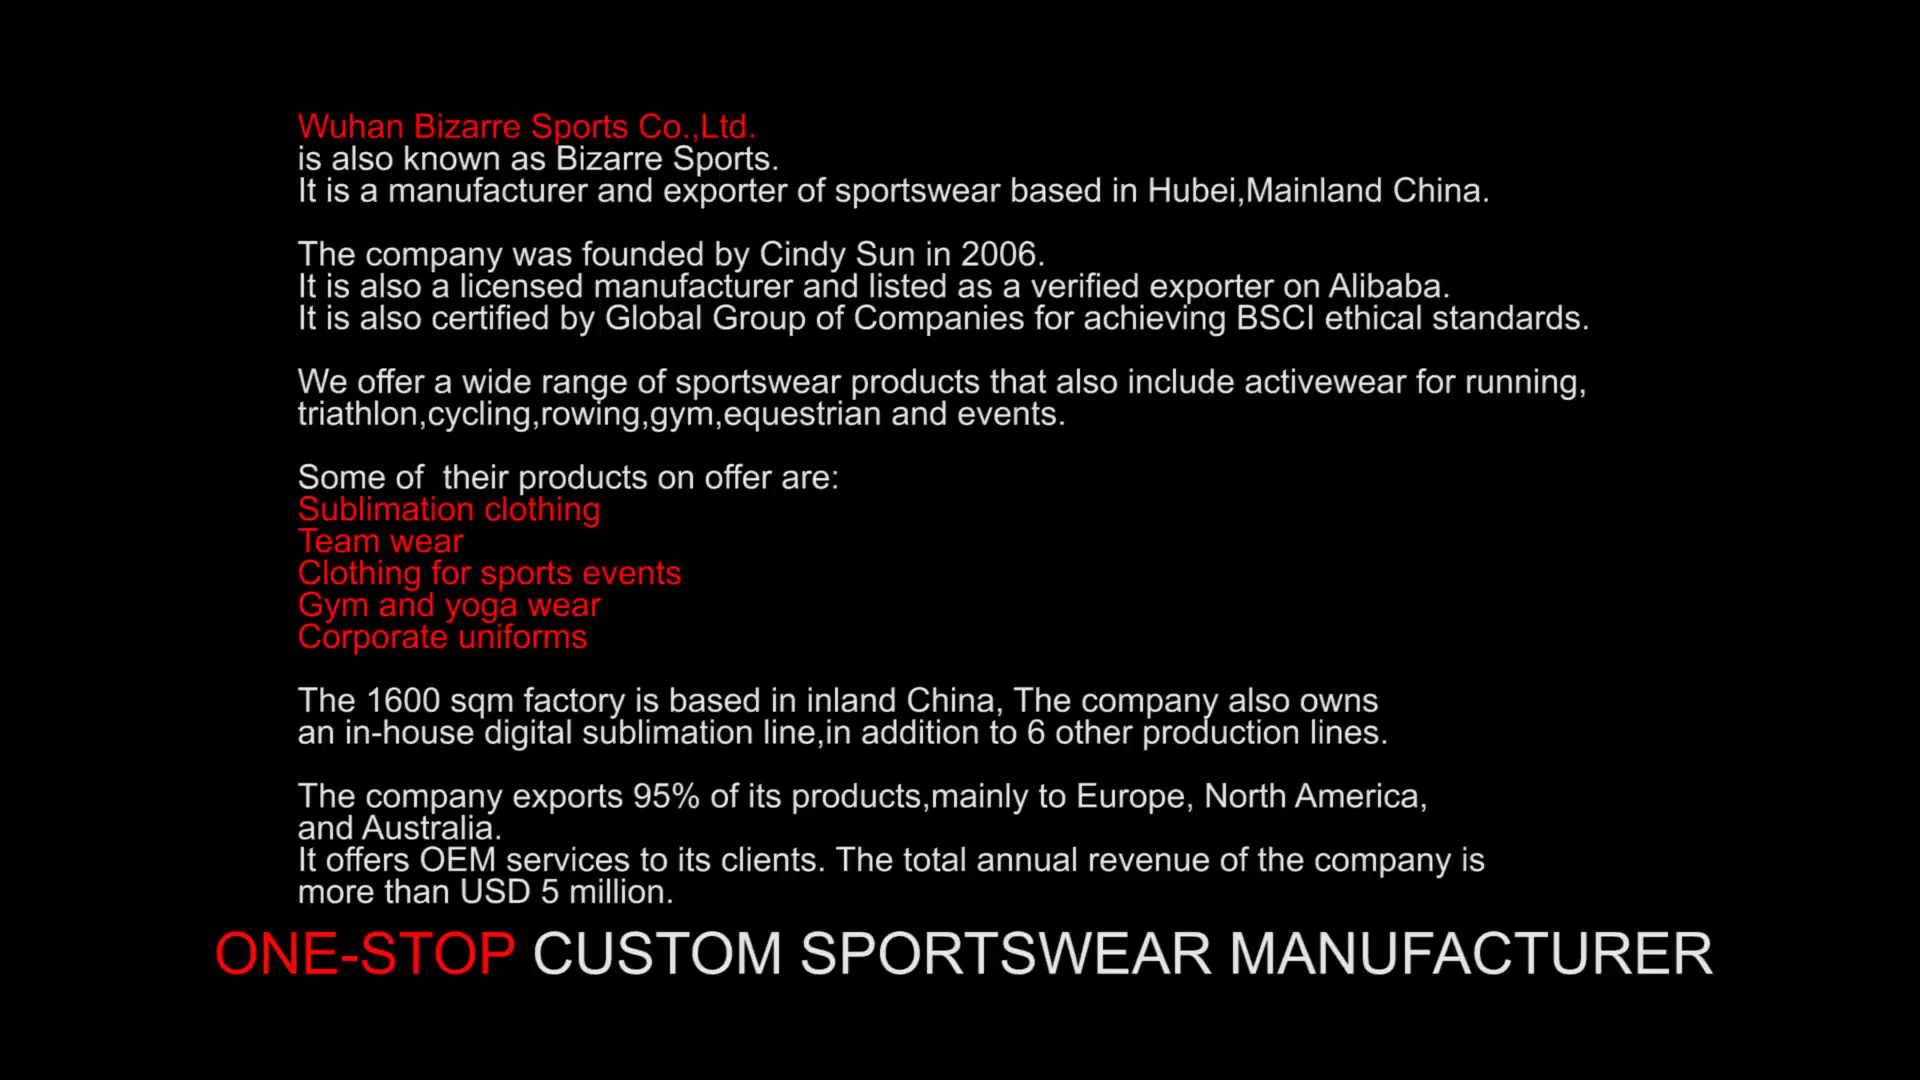 Wuhan Bizarre Sports Co.,Ltd.
is also known as Bizarre Sports.
It is a manufacturer and exporter of sportswear based in Hubei,Mainland China.
The company was founded by Cindy Sun in 2006.
It is also a licensed manufacturer and listed as a verified exporter on Alibaba.
It is also certified by Global Group of Companies for achieving BSCI ethical standards.
We offer a wide range of sportswear products that also include activewear for running,
triathlon,cycling,rowing,gym,equestrian and events.
Some of  their products on offer are:
Sublimation clothing
Team wear
Clothing for sports events
Gym and yoga wear
Corporate uniforms
The 1600 sqm factory is based in inland China, The company also owns
an in-house digital sublimation line,in addition to 6 other production lines.
The company exports 95% of its products,mainly to Europe, North America,
and Australia.
It offers OEM services to its clients. The total annual revenue of the company is
more than USD 5 million.
ONE-STOP CUSTOM SPORTSWEAR MANUFACTURER